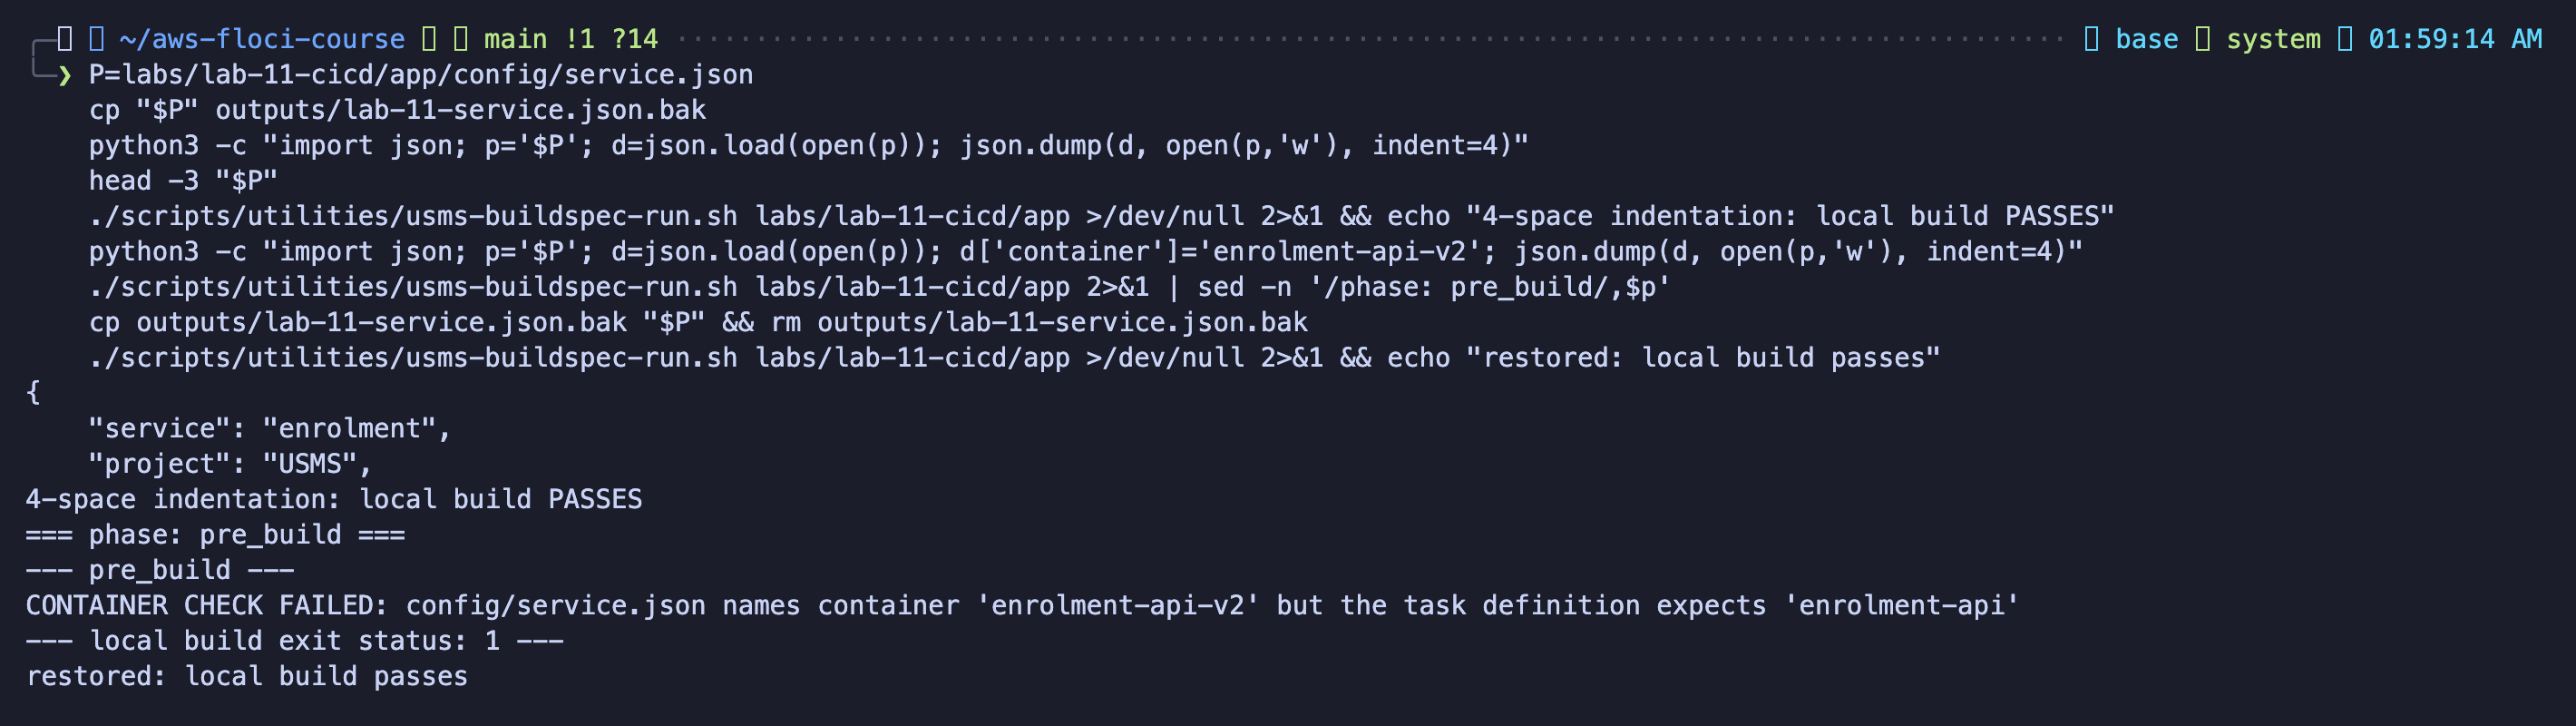 ~/aws-floci-course main !1 ?14 base system 01:59:14 AM
❯ P=labs/lab-11-cicd/app/config/service.json
cp "$P" outputs/lab-11-service.json.bak
python3 -c "import json; p='$P'; d=json.load(open(p)); json.dump(d, open(p,'w'), indent=4)"
head -3 "$P"
./scripts/utilities/usms-buildspec-run.sh labs/lab-11-cicd/app >/dev/null 2>&1 && echo "4-space indentation: local build PASSES"
python3 -c "import json; p='$P'; d=json.load(open(p)); d['container']='enrolment-api-v2'; json.dump(d, open(p,'w'), indent=4)"
./scripts/utilities/usms-buildspec-run.sh labs/lab-11-cicd/app 2>&1 | sed -n '/phase: pre_build/,$p'
cp outputs/lab-11-service.json.bak "$P" && rm outputs/lab-11-service.json.bak
./scripts/utilities/usms-buildspec-run.sh labs/lab-11-cicd/app >/dev/null 2>&1 && echo "restored: local build passes"
{
    "service": "enrolment",
    "project": "USMS",
4-space indentation: local build PASSES
=== phase: pre_build ===
--- pre_build ---
CONTAINER CHECK FAILED: config/service.json names container 'enrolment-api-v2' but the task definition expects 'enrolment-api'
--- local build exit status: 1 ---
restored: local build passes